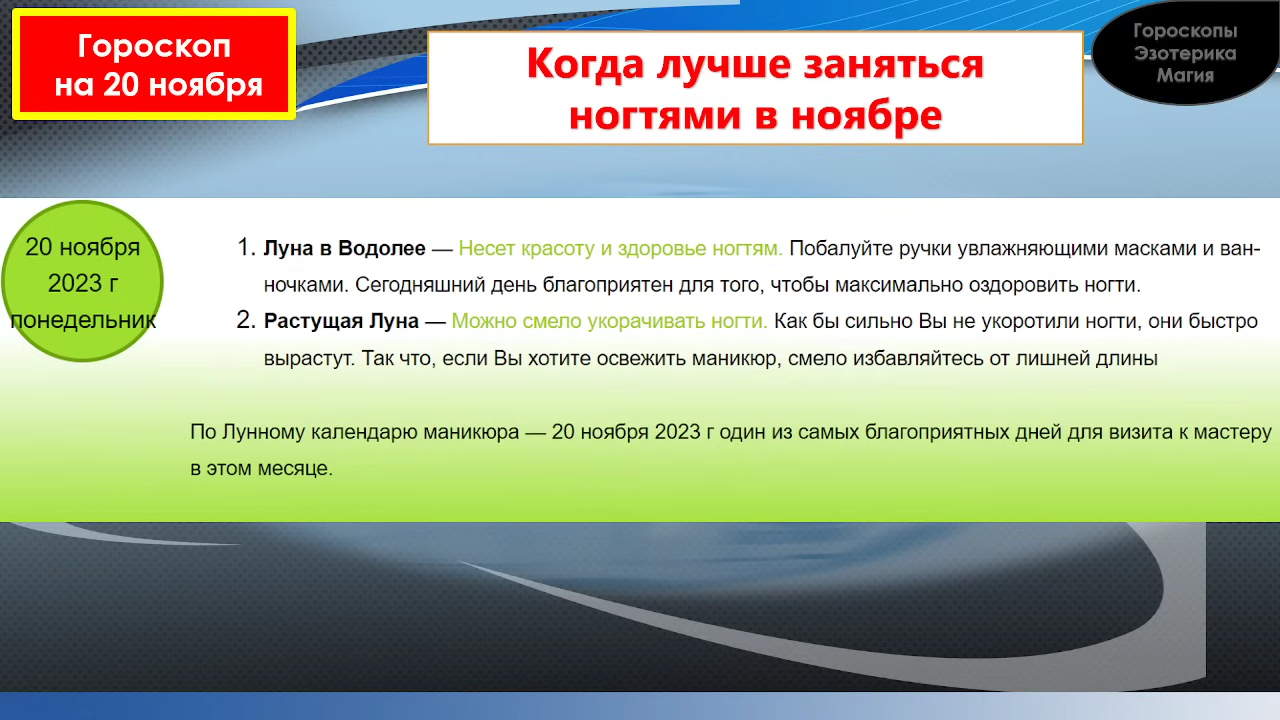 Гороскоп
на 20 ноября
Когда лучше заняться
ногтями в ноябре
Гороскопы
Эзотерика
Магия
20 ноября
2023 г
понедельник
1. Луна в Водолее — Несет красоту и здоровье ногтям. Побалуйте ручки увлажняющими масками и ван-
ночками. Сегодняшний день благоприятен для того, чтобы максимально оздоровить ногти.
2. Растущая Луна — Можно смело укорачивать ногти. Как бы сильно Вы не укоротили ногти, они быстро
вырастут. Так что, если Вы хотите освежить маникюр, смело избавляйтесь от лишней длины
По Лунному календарю маникюра — 20 ноября 2023 г один из самых благоприятных дней для визита к мастеру
в этом месяце.